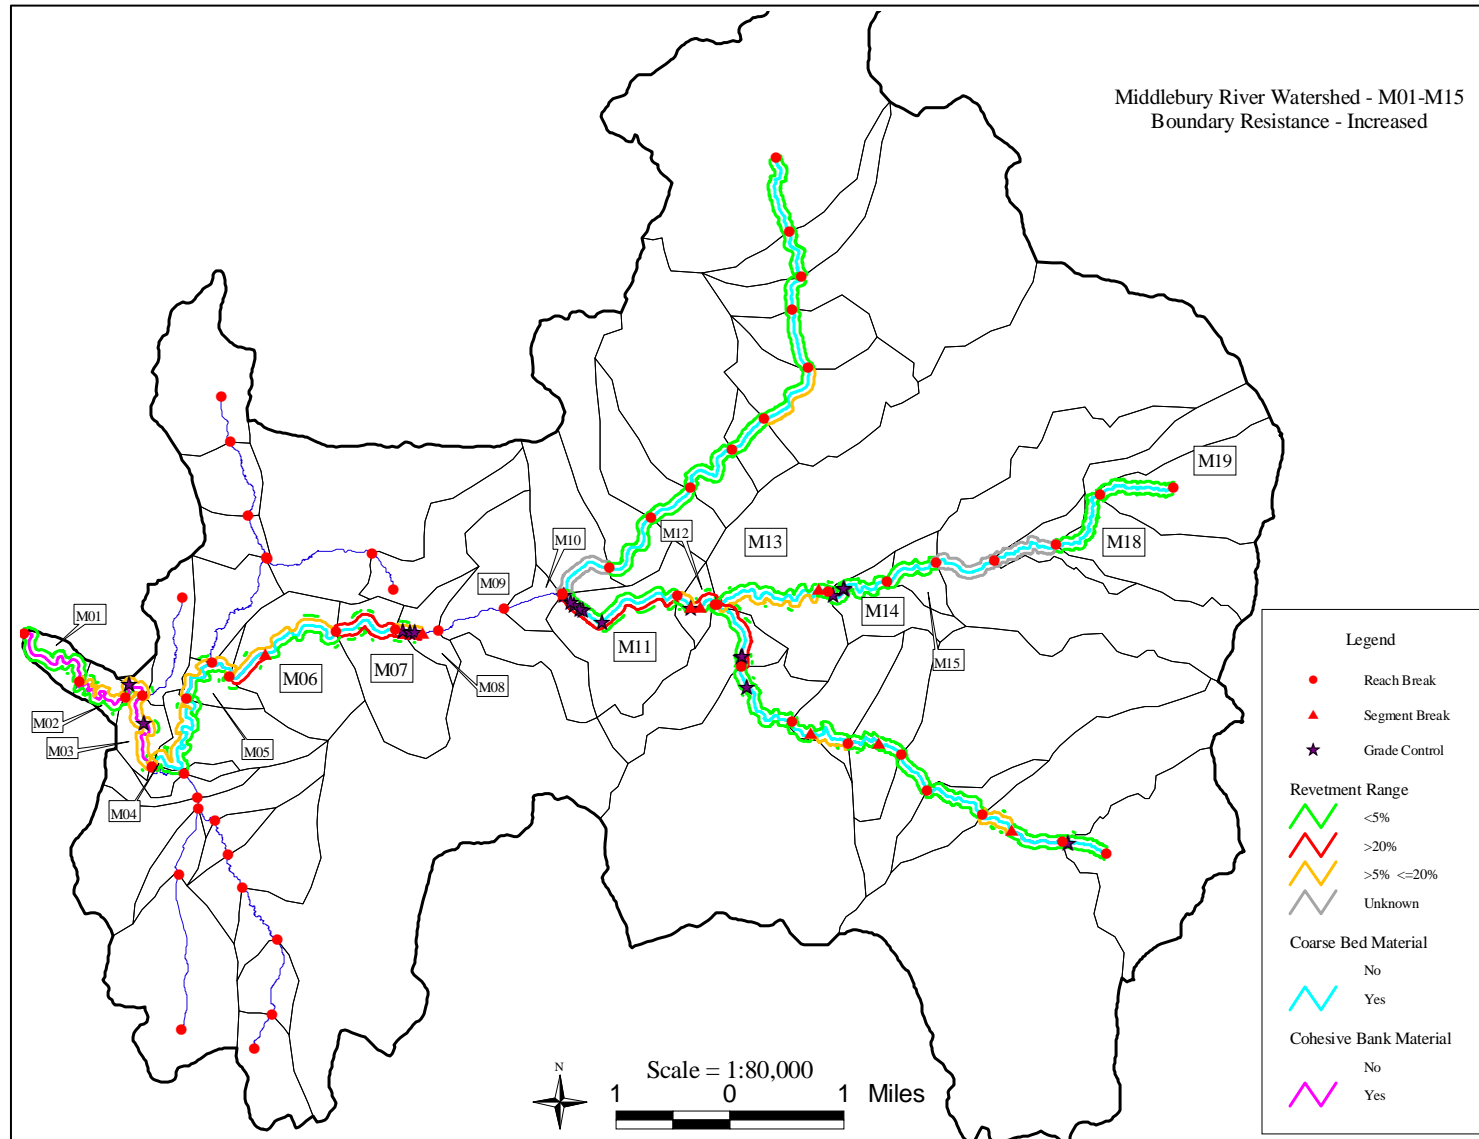 Middlebury River Watershed - M01-M15
Boundary Resistance - Increased
M19
M13
M12
M10
M18
M09
M14
M01
M11
M15
M06
M07
M08
M02
M05
M03
M04
Legend
Reach Break
Segment Break
Grade Control
Revetment Range
<5%
>20%
>5% <=20%
Unknown
Coarse Bed Material
No
Yes
Cohesive Bank Material
No
Yes
N
Scale = 1:80,000
1 0 1 Miles